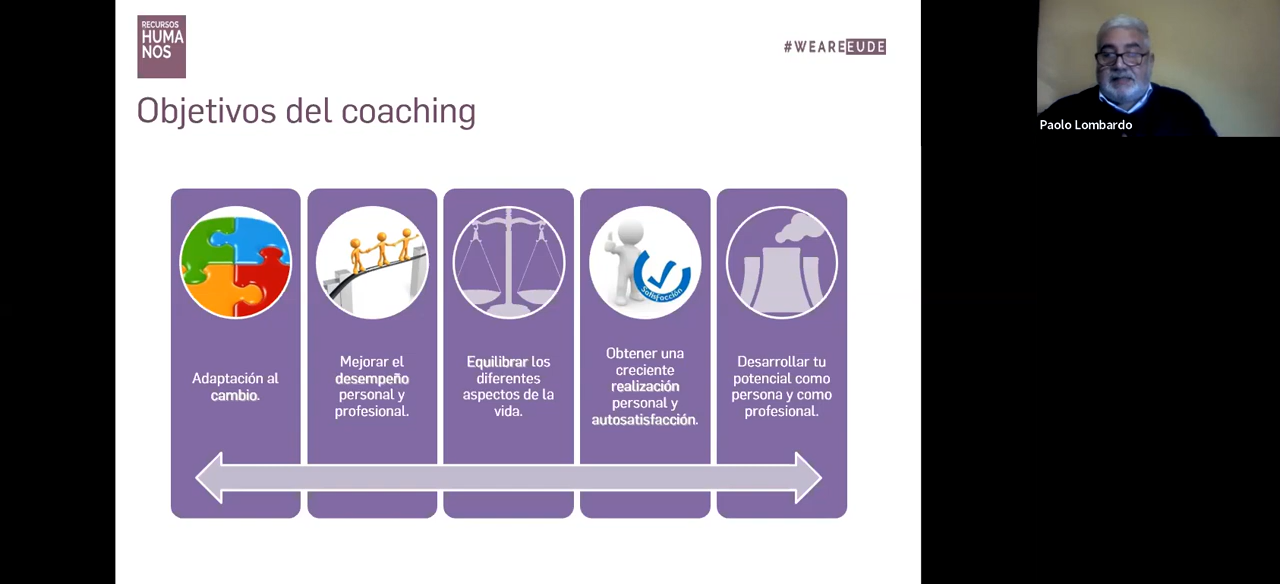 RECURSOS
HUMA
NOS
#WEAREEUDE
Paolo Lombardo
Objetivos del coaching
Satisfacción
Adaptación al
cambio.
Mejorar el
desempeño
personal y
profesional.
Equilibrar los
diferentes
aspectos de la
vida.
Obtener una
creciente
realización
personal y
autosatisfacción.
Desarrollar tu
potencial como
persona y como
profesional.